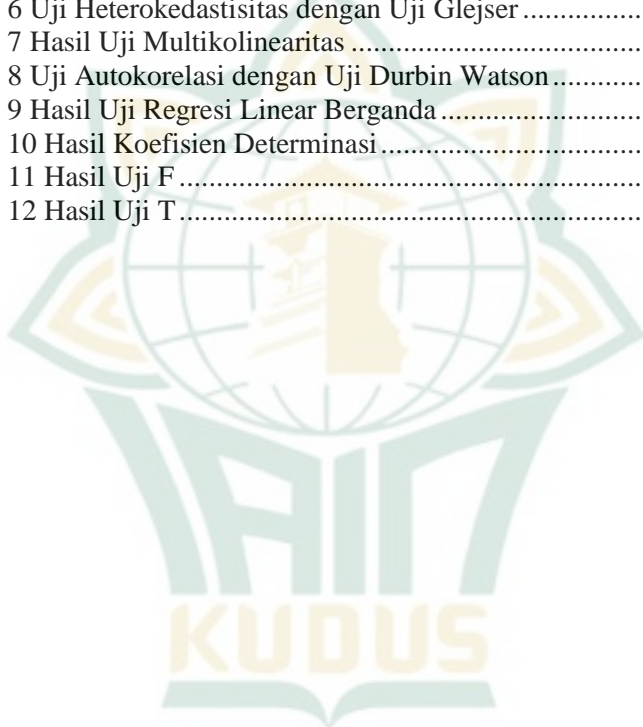 6 Uji Heterokedastisitas dengan Uji Glejser ...............
7 Hasil Uji Multikolinearitas .......................................
8 Uji Autokorelasi dengan Uji Durbin Watson ...........
9 Hasil Uji Regresi Linear Berganda ..........................
10 Hasil Koefisien Determinasi ..................................
11 Hasil Uji F .............................................................
12 Hasil Uji T .............................................................
IAIN
KUDUS